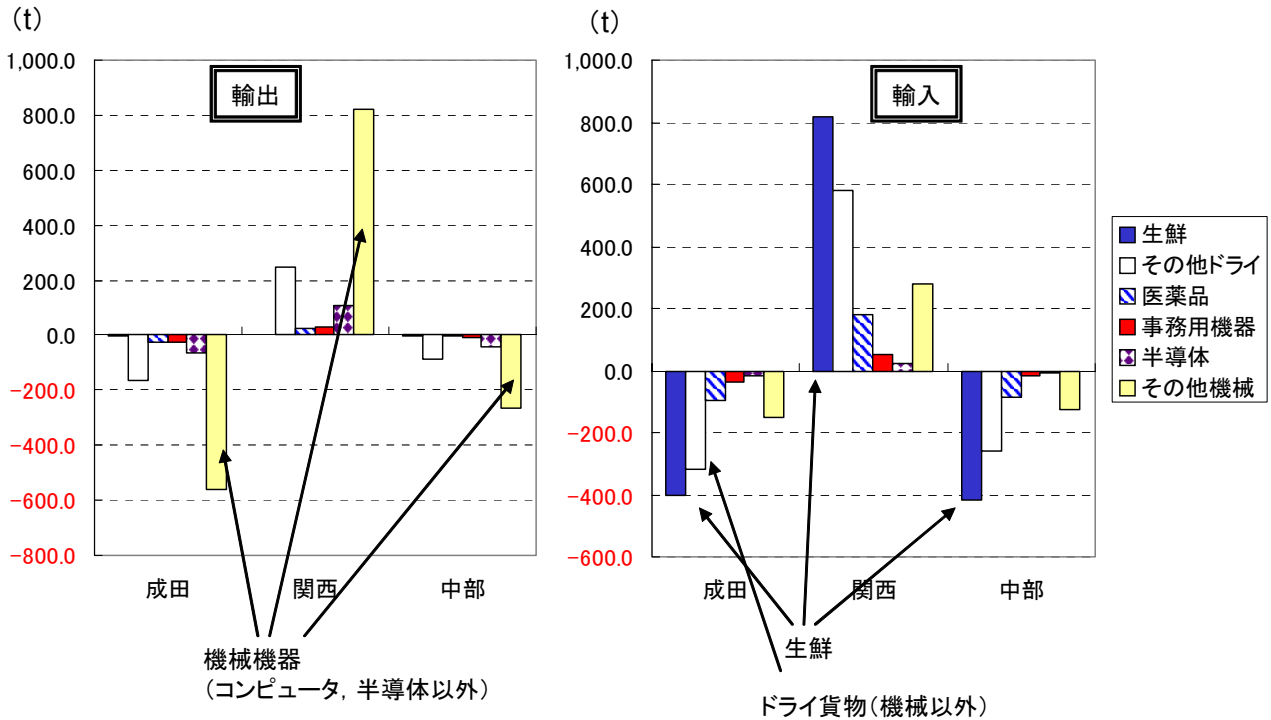 (t)
1,000.0
800.0
600.0
400.0
200.0
0.0
-200.0
-400.0
-600.0
-800.0
輸出
成田
関西
中部
機械機器
(コンピュータ, 半導体以外)
(t)
1,000.0
800.0
600.0
400.0
200.0
0.0
-200.0
-400.0
-600.0
輸入
成田
関西
中部
生鮮
ドライ貨物(機械以外)
生鮮
その他ドライ
医薬品
事務用機器
半導体
その他機械